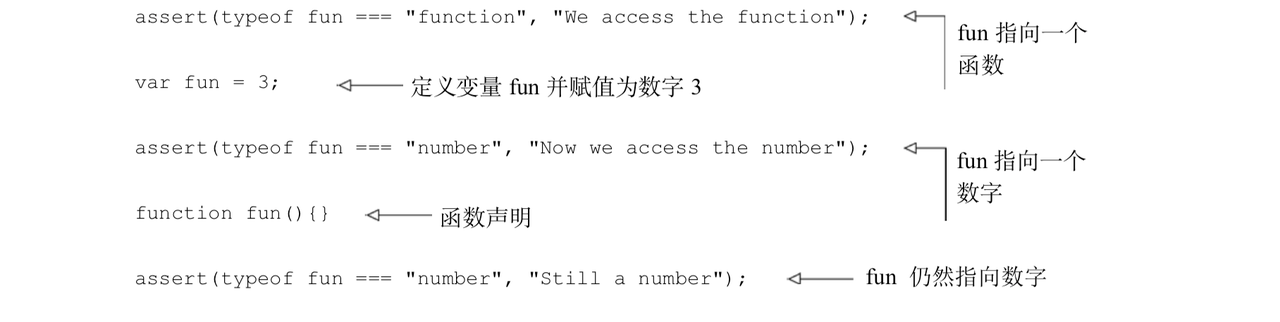 assert(typeof fun === "function", "We access the function");
fun 指向一个
函数
var fun = 3;
定义变量 fun 并赋值为数字 3
assert(typeof fun === "number", "Now we access the number");
fun 指向一个
数字
function fun(){}
函数声明
assert(typeof fun === "number", "Still a number");
fun 仍然指向数字